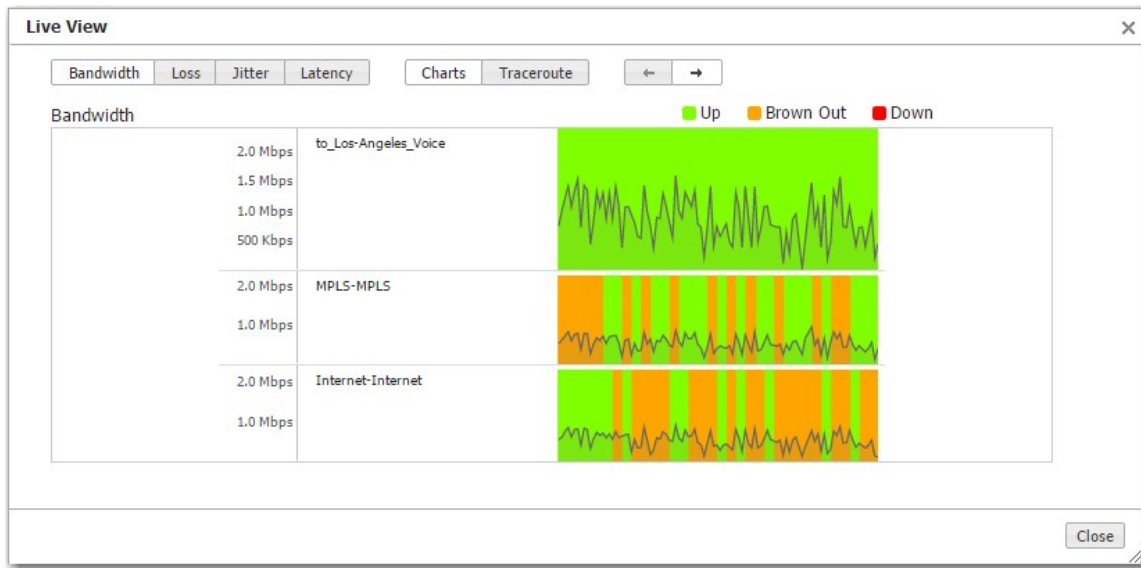 Live View
Bandwidth Loss Jitter Latency Charts Traceroute ← →
Bandwidth Up Brown Out Down
2.0 Mbps to_Los-Angeles_Voice
1.5 Mbps
1.0 Mbps
500 Kbps
2.0 Mbps MPLS-MPLS
1.0 Mbps
2.0 Mbps Internet-Internet
1.0 Mbps
Close